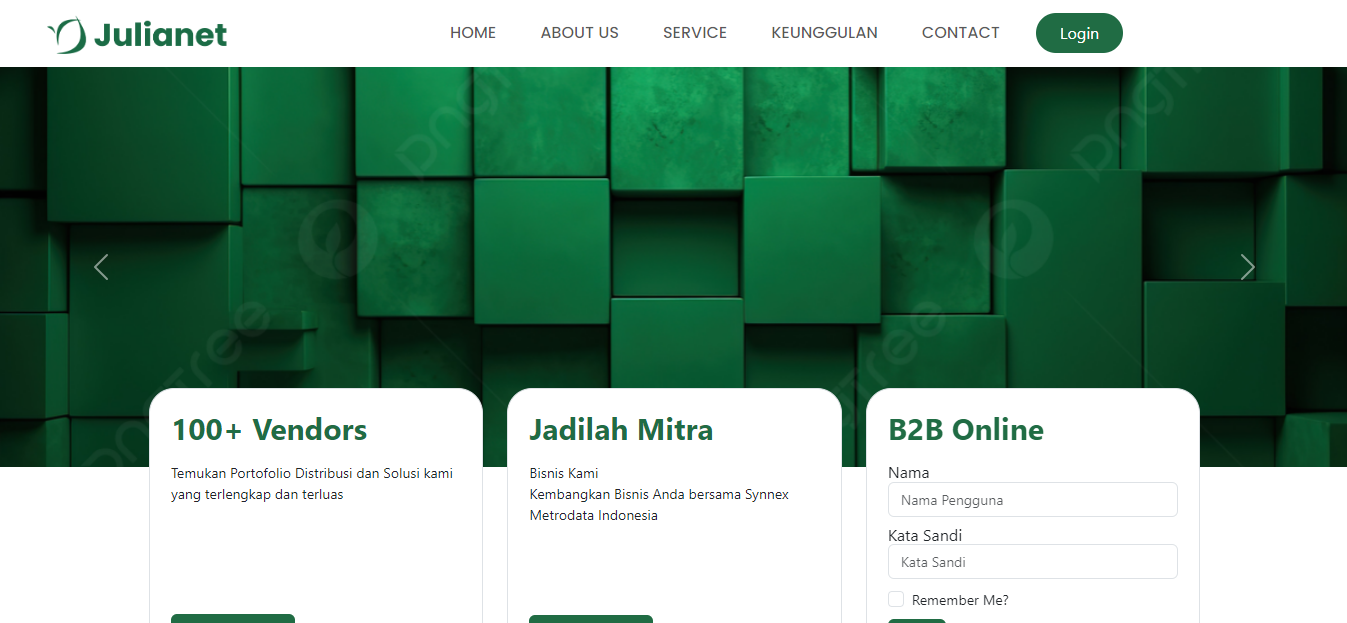 Julianet
HOME ABOUT US SERVICE KEUNGGULAN CONTACT Login
pngtree
100+ Vendors
Temukan Portofolio Distribusi dan Solusi kami
yang terlengkap dan terluas
Jadilah Mitra
Bisnis Kami
Kembangkan Bisnis Anda bersama Synnex
Metrodata Indonesia
B2B Online
Nama
Nama Pengguna
Kata Sandi
Kata Sandi
Remember Me?